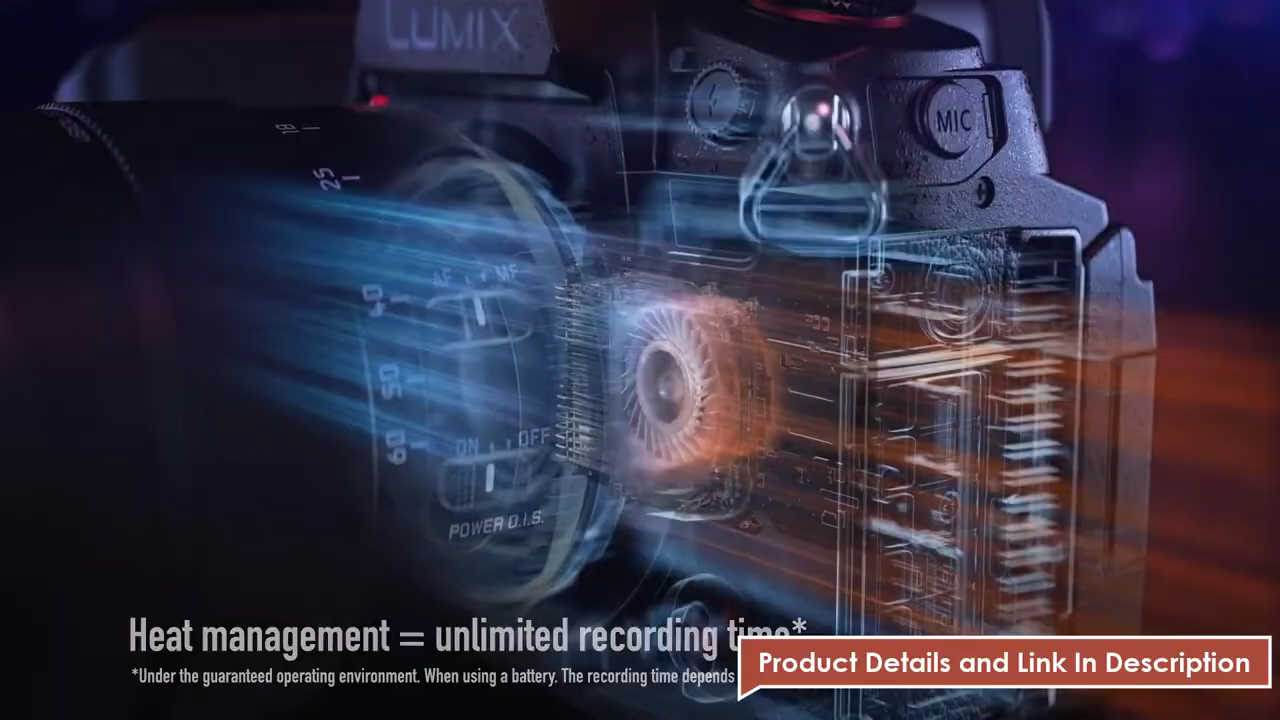 LUMIX
MIC
18
25
40
50
60
AF MF
ON OFF
POWER O.I.S.
Heat management = unlimited recording time*
*Under the guaranteed operating environment. When using a battery. The recording time depends
Product Details and Link In Description